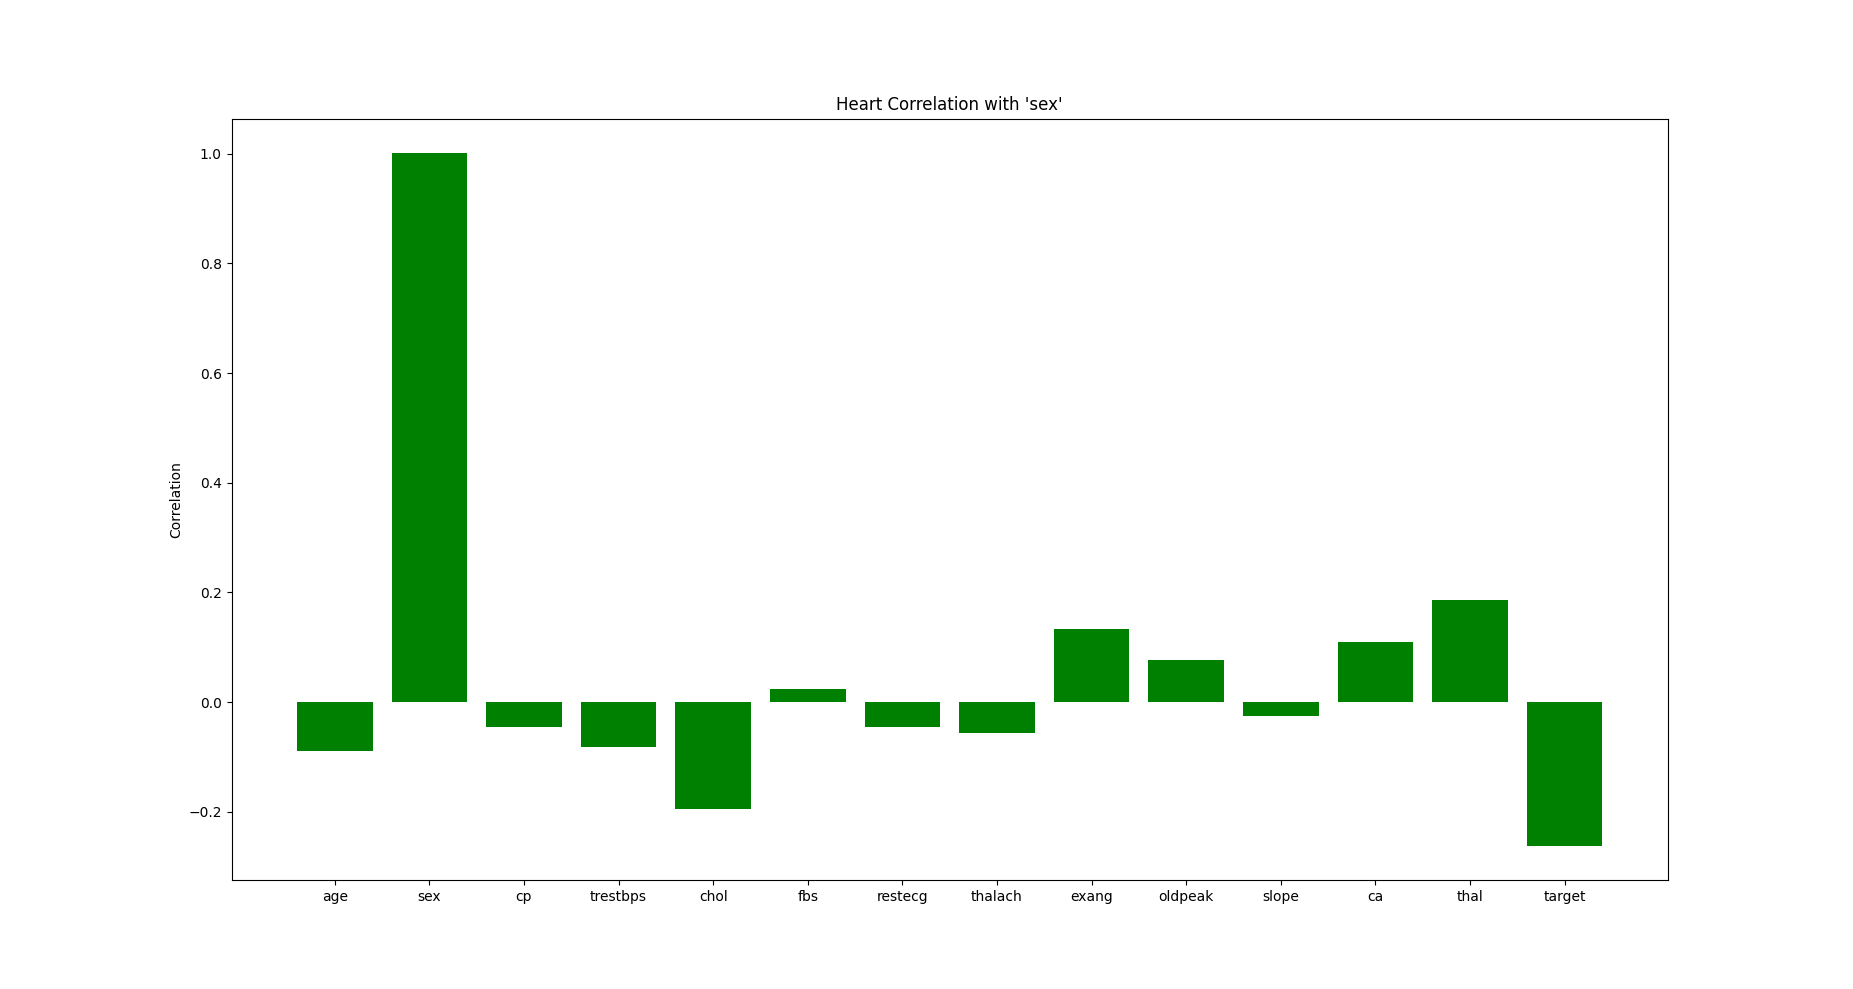 Heart Correlation with 'sex'
Correlation
1.0
0.8
0.6
0.4
0.2
0.0
−0.2
age sex cp trestbps chol fbs restecg thalach exang oldpeak slope ca thal target